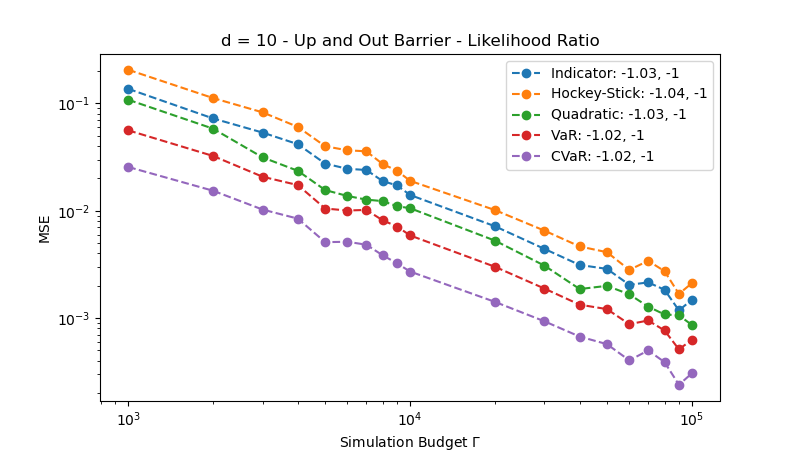 d = 10 - Up and Out Barrier - Likelihood Ratio
Indicator: -1.03, -1
Hockey-Stick: -1.04, -1
Quadratic: -1.03, -1
VaR: -1.02, -1
CVaR: -1.02, -1
MSE
10⁻¹
10⁻²
10⁻³
10³
10⁴
10⁵
Simulation Budget Γ